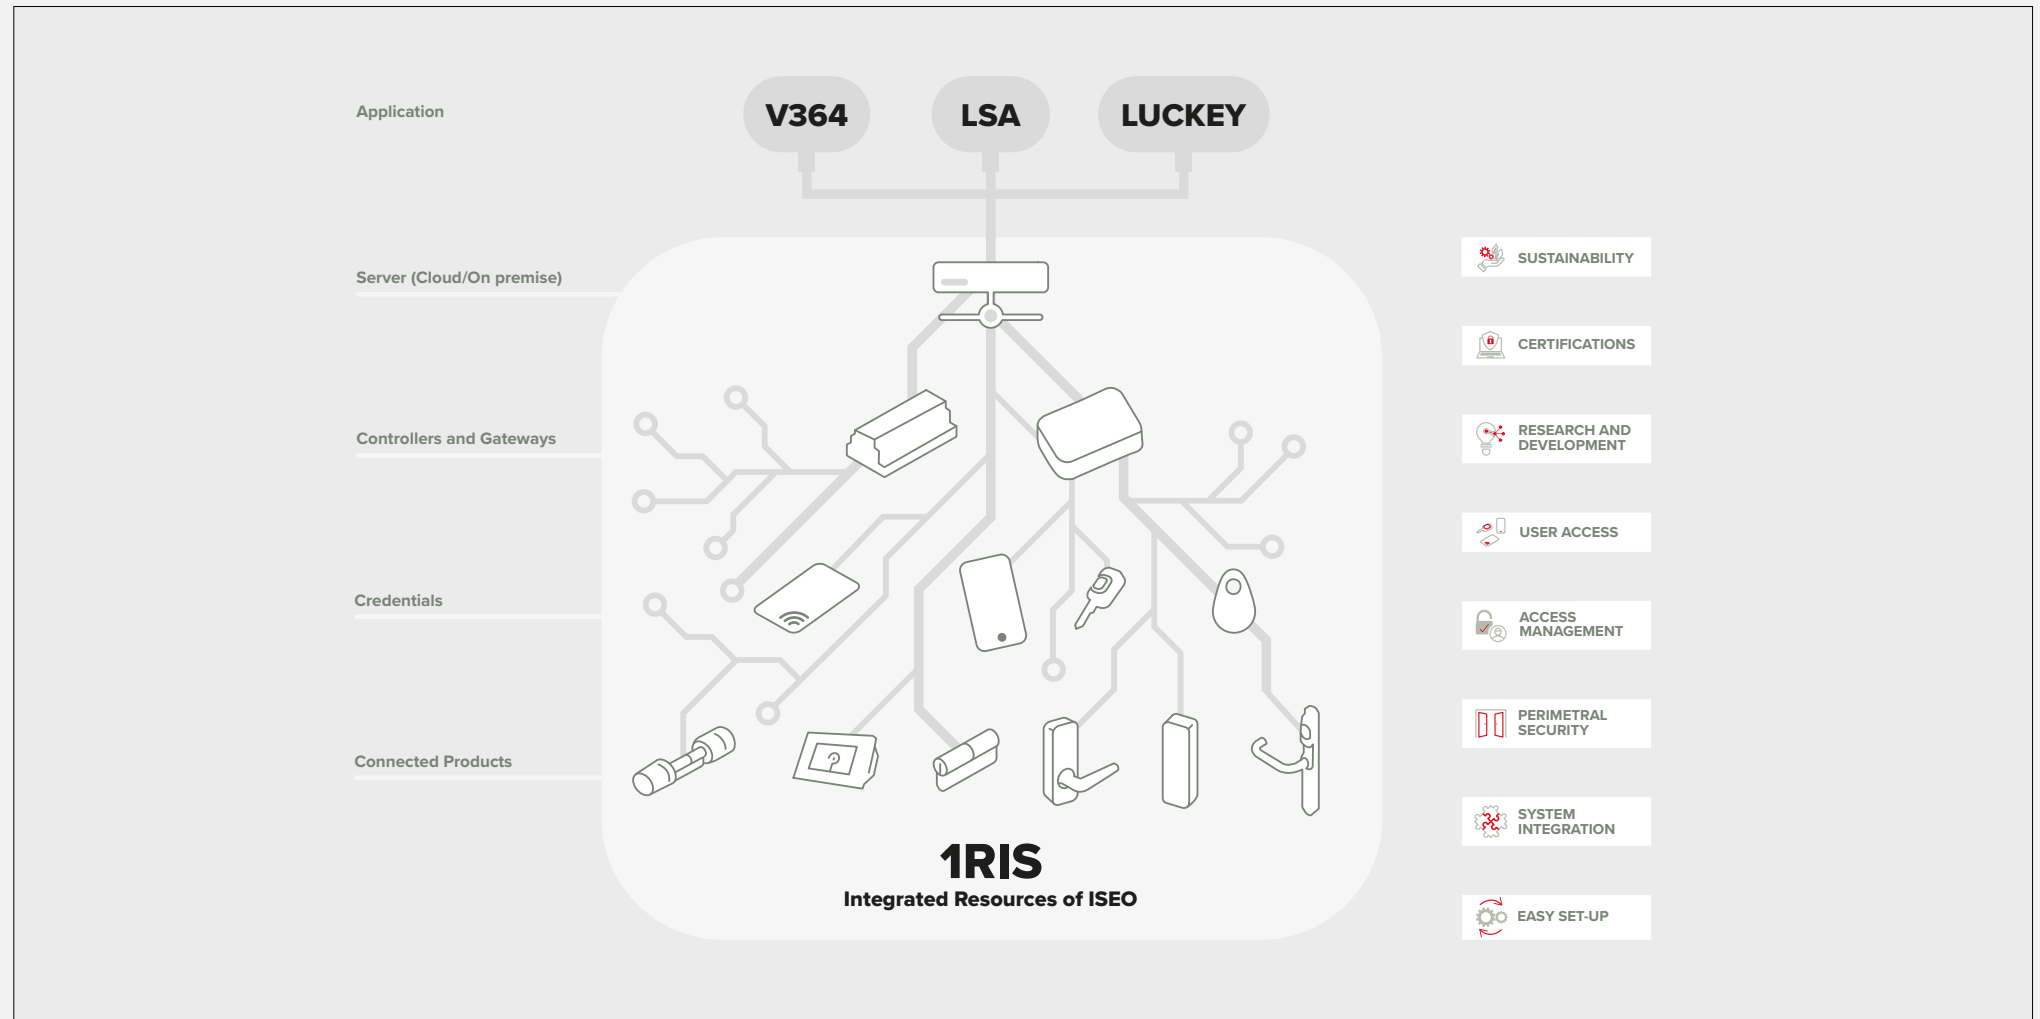 Application
V364
LSA
LUCKEY
Server (Cloud/On premise)
Controllers and Gateways
Credentials
Connected Products
1RIS
Integrated Resources of ISEO
SUSTAINABILITY
CERTIFICATIONS
RESEARCH AND
DEVELOPMENT
USER ACCESS
ACCESS
MANAGEMENT
PERIMETRAL
SECURITY
SYSTEM
INTEGRATION
EASY SET-UP